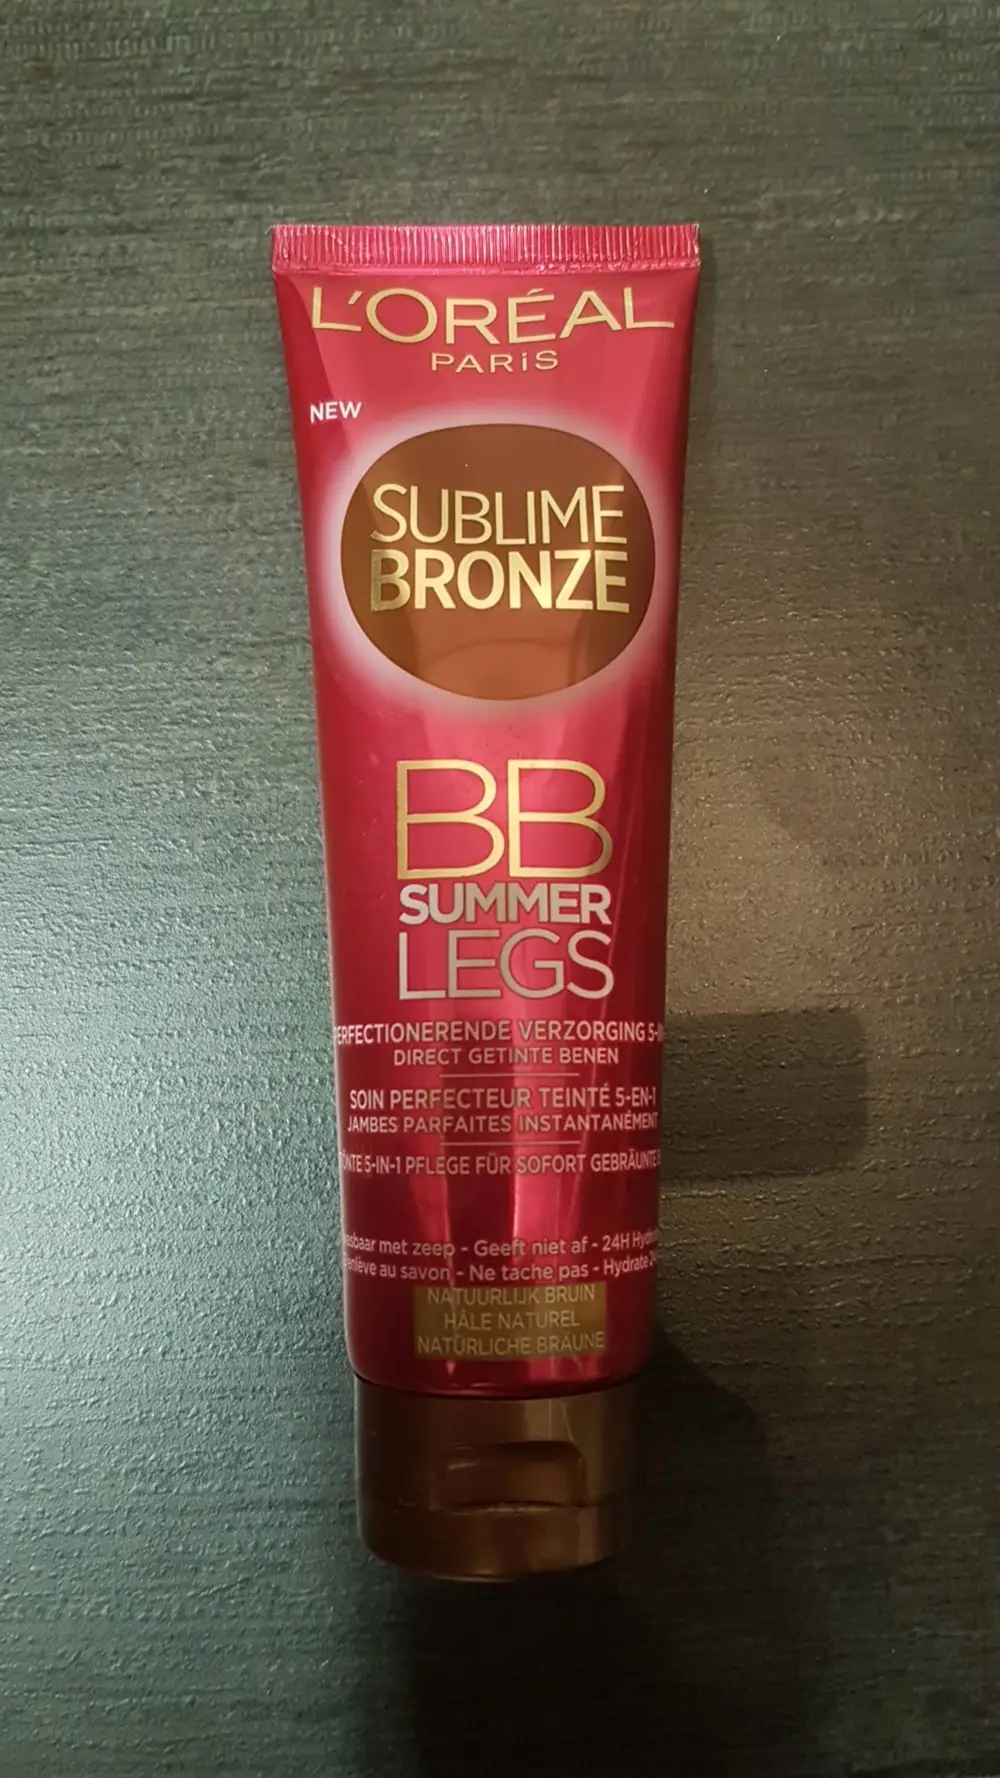 L'ORÉAL
PARiS
NEW
SUBLIME
BRONZE
BB
SUMMER
LEGS
VERZORGING
DIRECT GETINTE BENEN
SOIN PERFECTEUR TEINTÉ 5-EN-1
JAMBES PARFAITES INSTANTANÉMENT
5-IN-1 PFLEGE FÜR SOFORT GEBRÄUNTE
met zeep - Geeft niet af - 24H
au savon - Ne tache pas - Hydrate
NATUURLIJK BRUIN
HÂLE NATUREL
NATÜRLICHE BRÄUNE